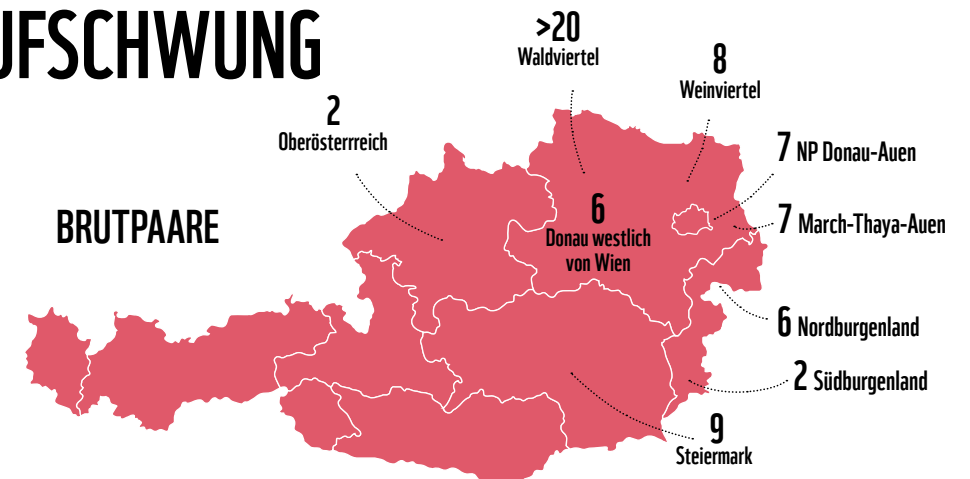 UFSCHWUNG
>20
Waldviertel
8
Weinviertel
2
Oberösterrreich
7 NP Donau-Auen
BRUTPAARE
6
Donau westlich
von Wien
7 March-Thaya-Auen
6 Nordburgenland
2 Südburgenland
9
Steiermark